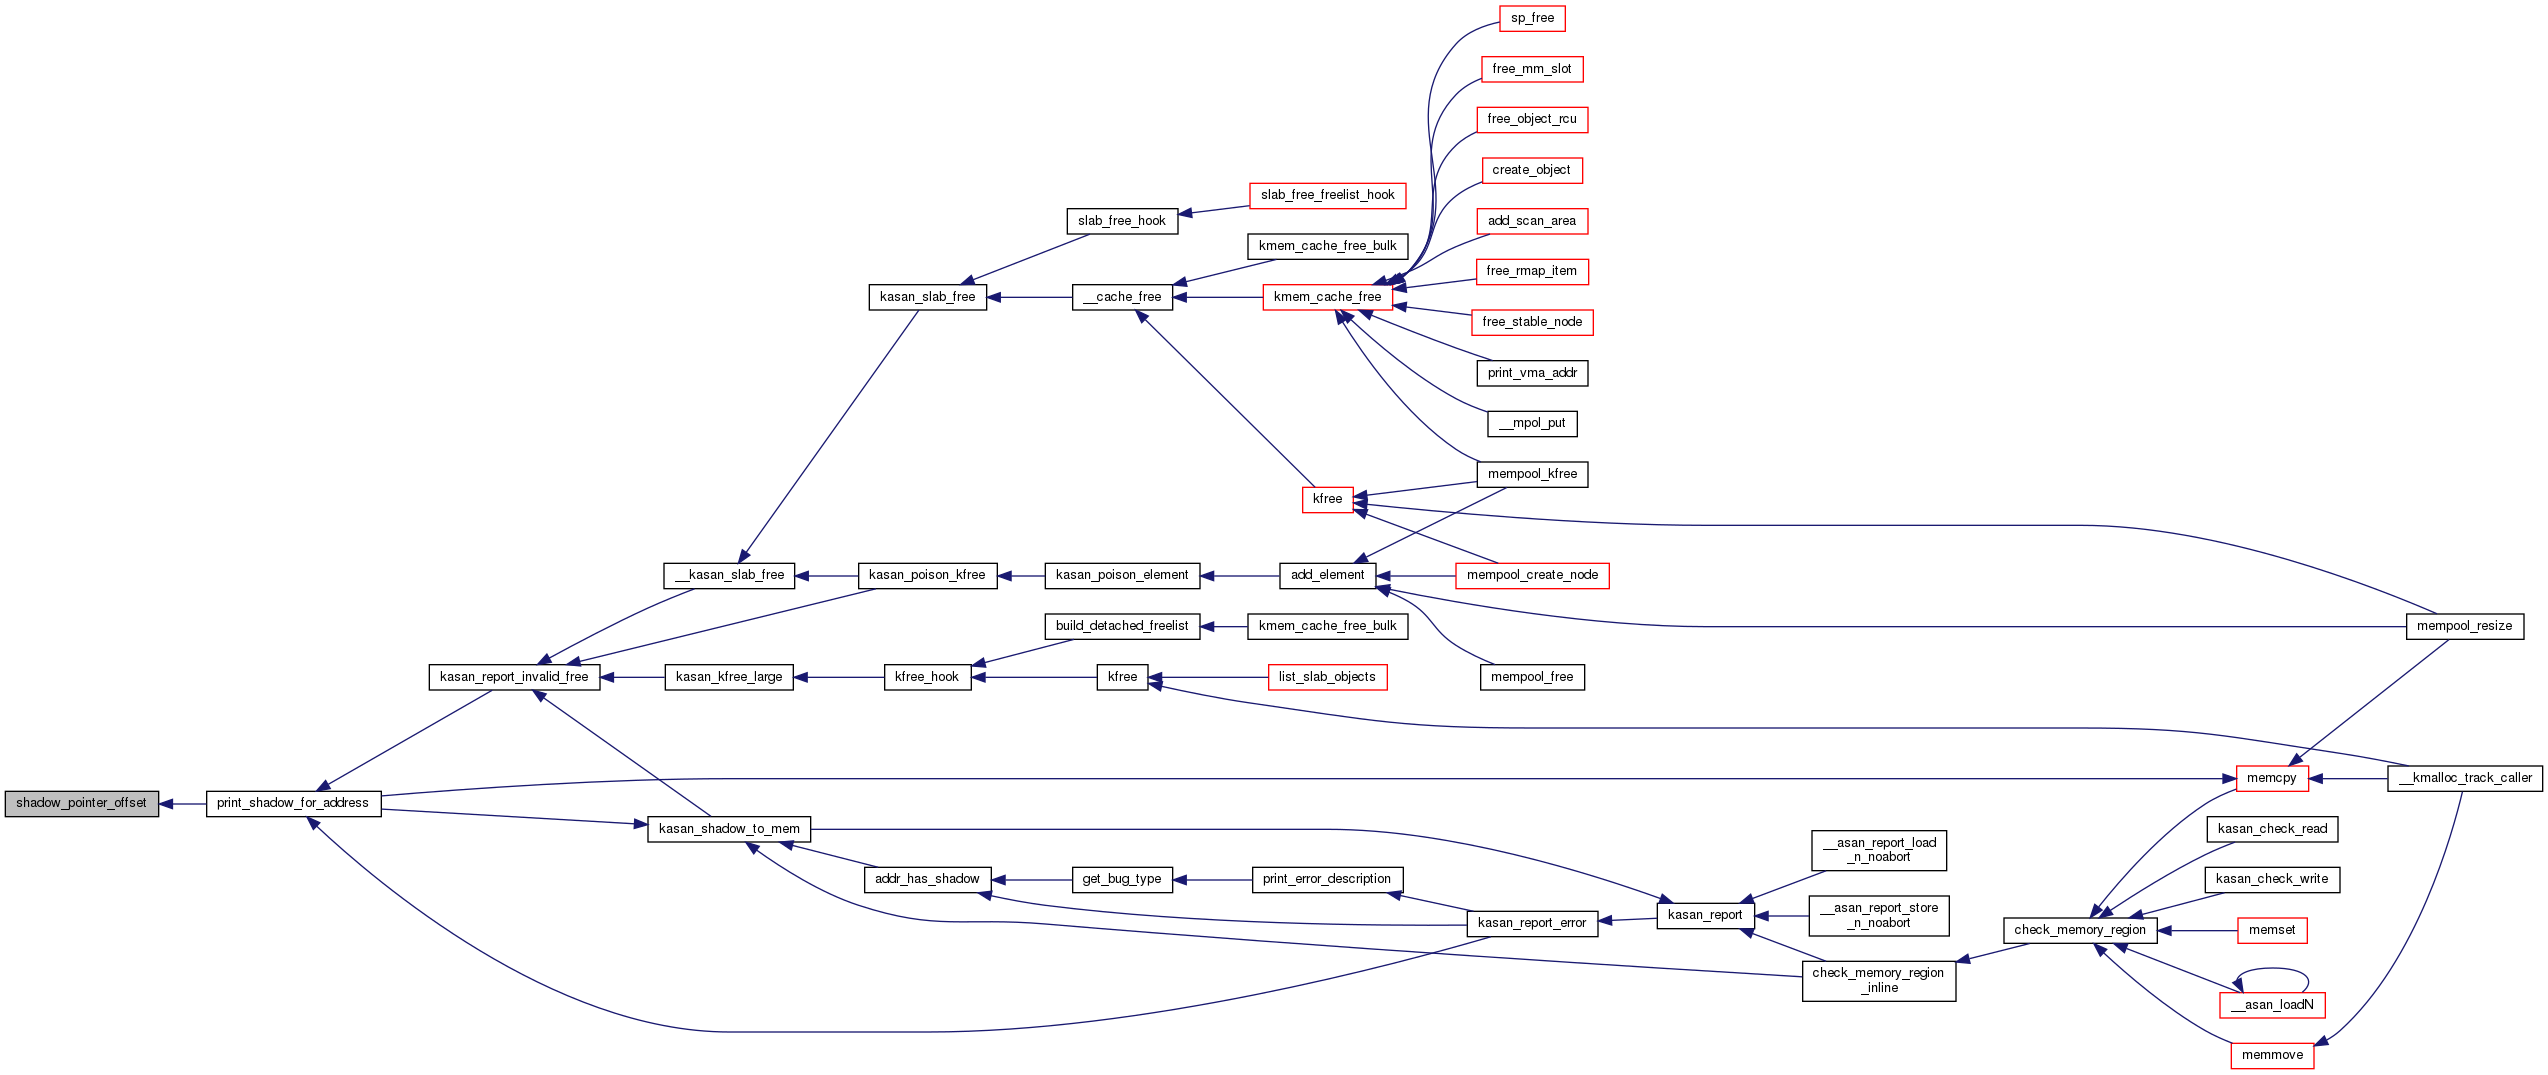 sp_free
free_mm_slot
free_object_rcu
create_object
slab_free_freelist_hook
slab_free_hook
add_scan_area
kmem_cache_free_bulk
free_rmap_item
kasan_slab_free
__cache_free
kmem_cache_free
free_stable_node
print_vma_addr
__mpol_put
mempool_kfree
kfree
__kasan_slab_free
kasan_poison_kfree
kasan_poison_element
add_element
mempool_create_node
build_detached_freelist
kmem_cache_free_bulk
mempool_resize
kasan_report_invalid_free
kasan_kfree_large
kfree_hook
kfree
list_slab_objects
mempool_free
memcpy
__kmalloc_track_caller
shadow_pointer_offset
print_shadow_for_address
kasan_shadow_to_mem
kasan_check_read
__asan_report_load
_n_noabort
addr_has_shadow
get_bug_type
print_error_description
kasan_check_write
kasan_report_error
kasan_report
__asan_report_store
_n_noabort
check_memory_region
memset
check_memory_region
_inline
__asan_loadN
memmove